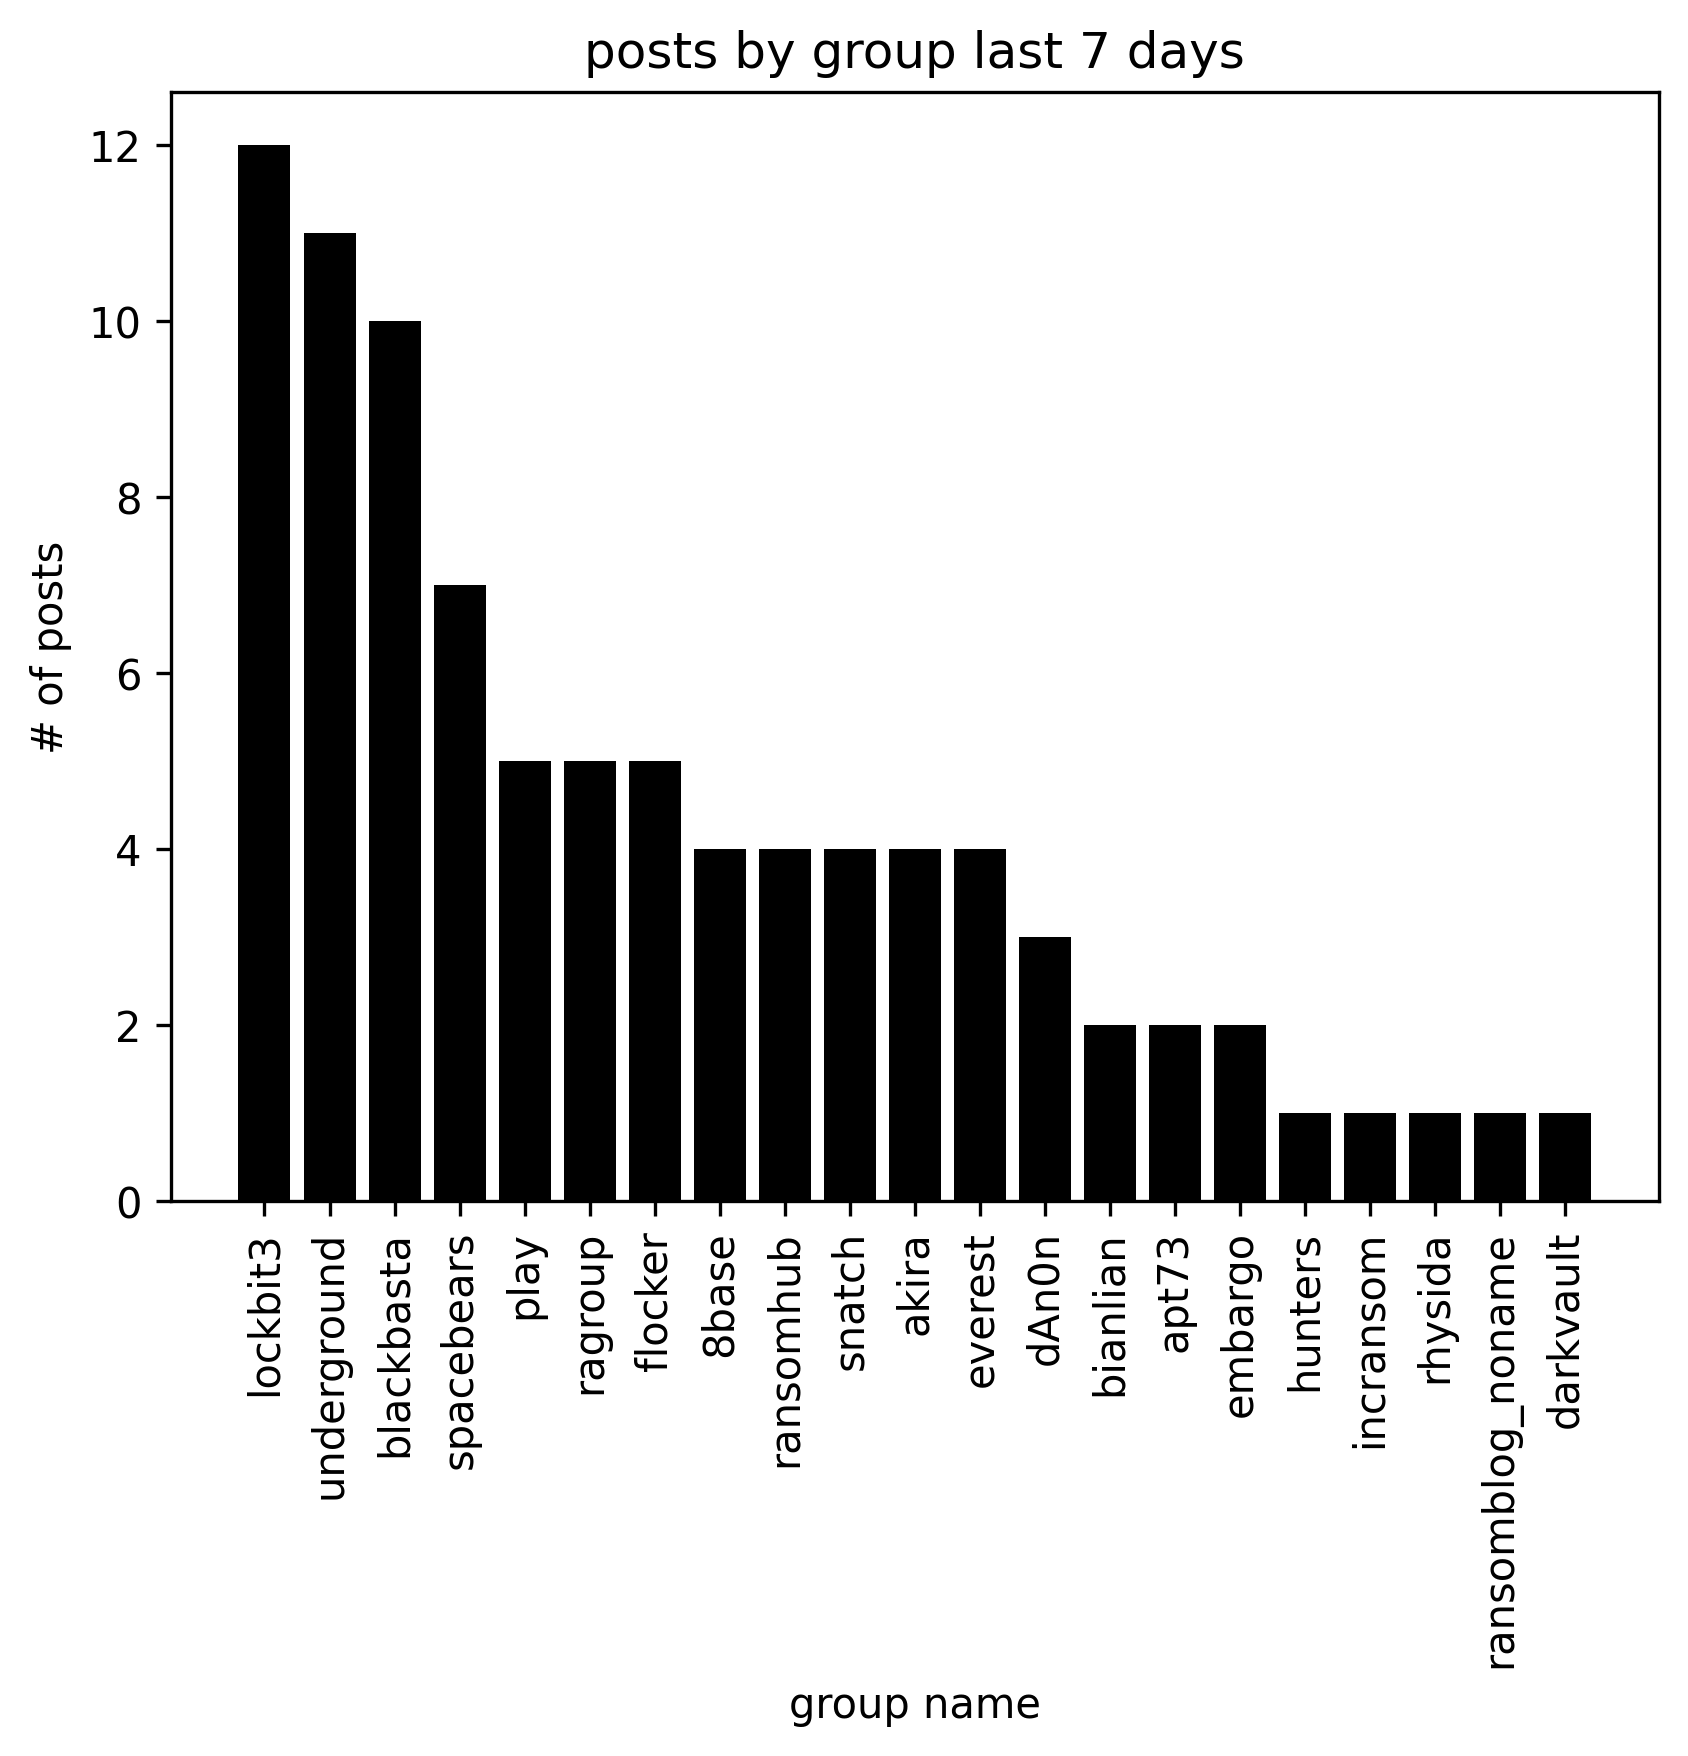 posts by group last 7 days
12
10
8
6
4
2
0
# of posts
lockbit3
underground
blackbasta
spacebears
play
ragroup
flocker
8base
ransomhub
snatch
akira
everest
dAn0n
bianlian
apt73
embargo
hunters
incransom
rhysida
ransomblog_noname
darkvault
group name